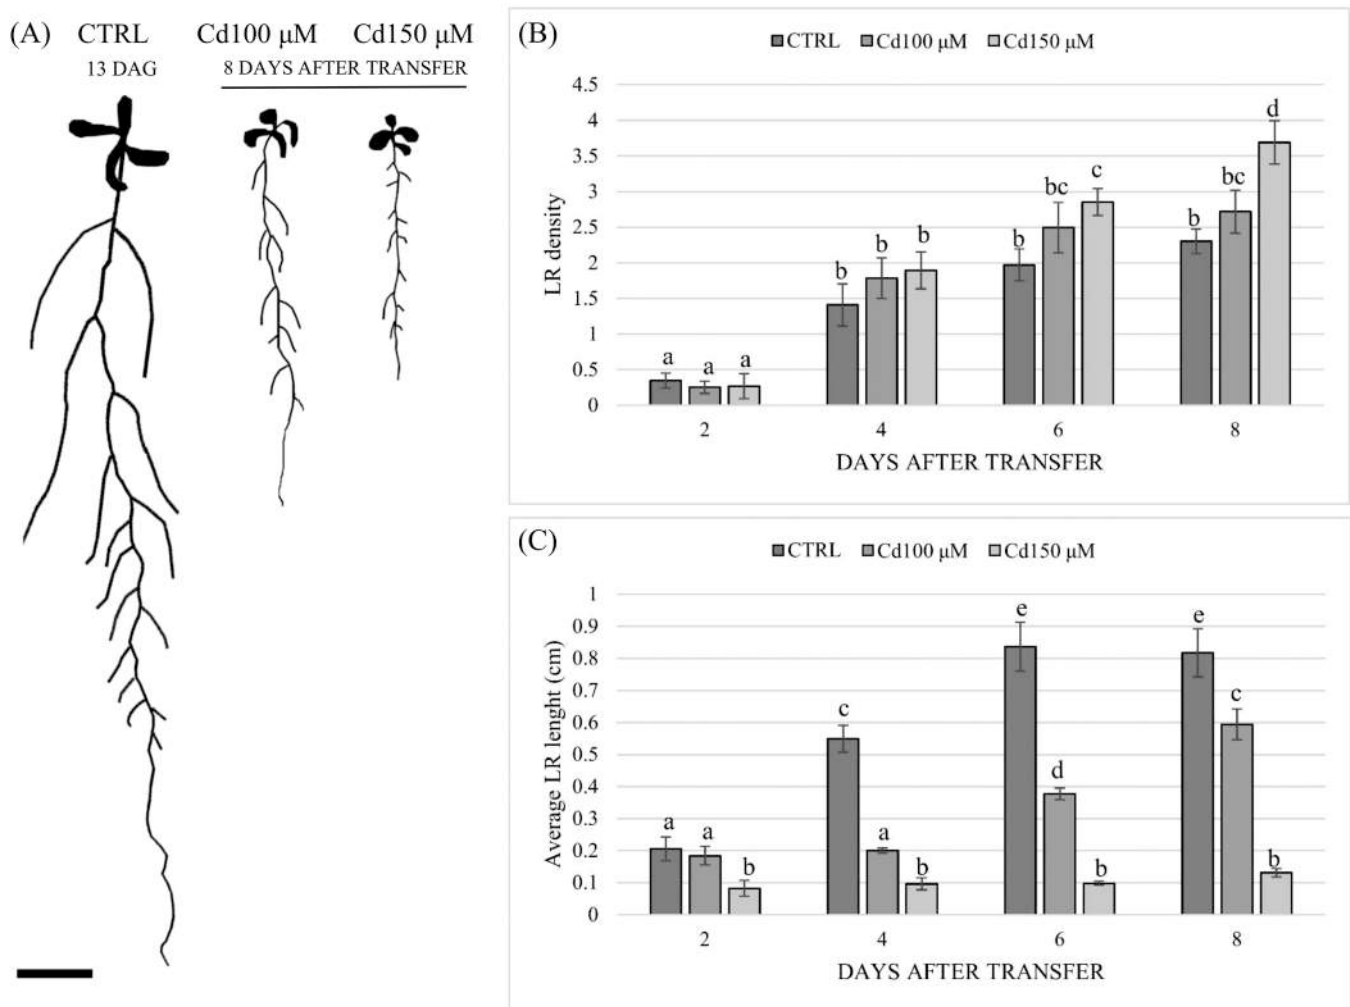 (A) CTRL Cd100 μM Cd150 μM
13 DAG 8 DAYS AFTER TRANSFER
(B)
CTRL Cd100 μM Cd150 μM
4.5
4
3.5
3
2.5
2
1.5
1
0.5
0
LR density
a a a
b b b
b bc c
b bc d
2 4 6 8
DAYS AFTER TRANSFER
(C)
CTRL Cd100 μM Cd150 μM
1
0.9
0.8
0.7
0.6
0.5
0.4
0.3
0.2
0.1
0
Average LR lenght (cm)
a a b
c a b
e d b
e c b
2 4 6 8
DAYS AFTER TRANSFER